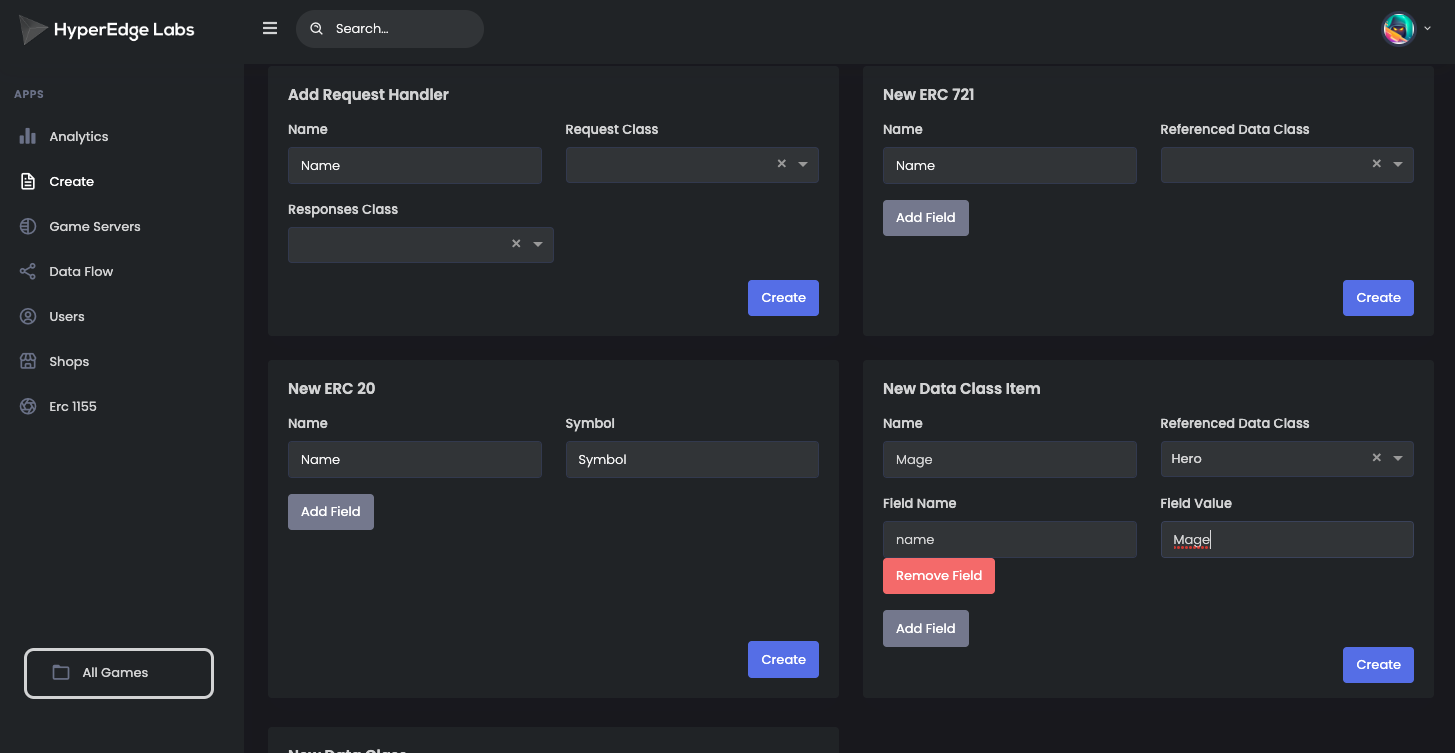 HyperEdge Labs
Search...
APPS
Analytics
Create
Game Servers
Data Flow
Users
Shops
Erc 1155
All Games
Add Request Handler
Name
Request Class
Name
×
Responses Class
×
Create
New ERC 721
Name
Referenced Data Class
Name
×
Add Field
Create
New ERC 20
Name
Symbol
Name
Symbol
Add Field
Create
New Data Class Item
Name
Referenced Data Class
Mage
Hero
×
Field Name
Field Value
name
Mage
Remove Field
Add Field
Create
New Data Class